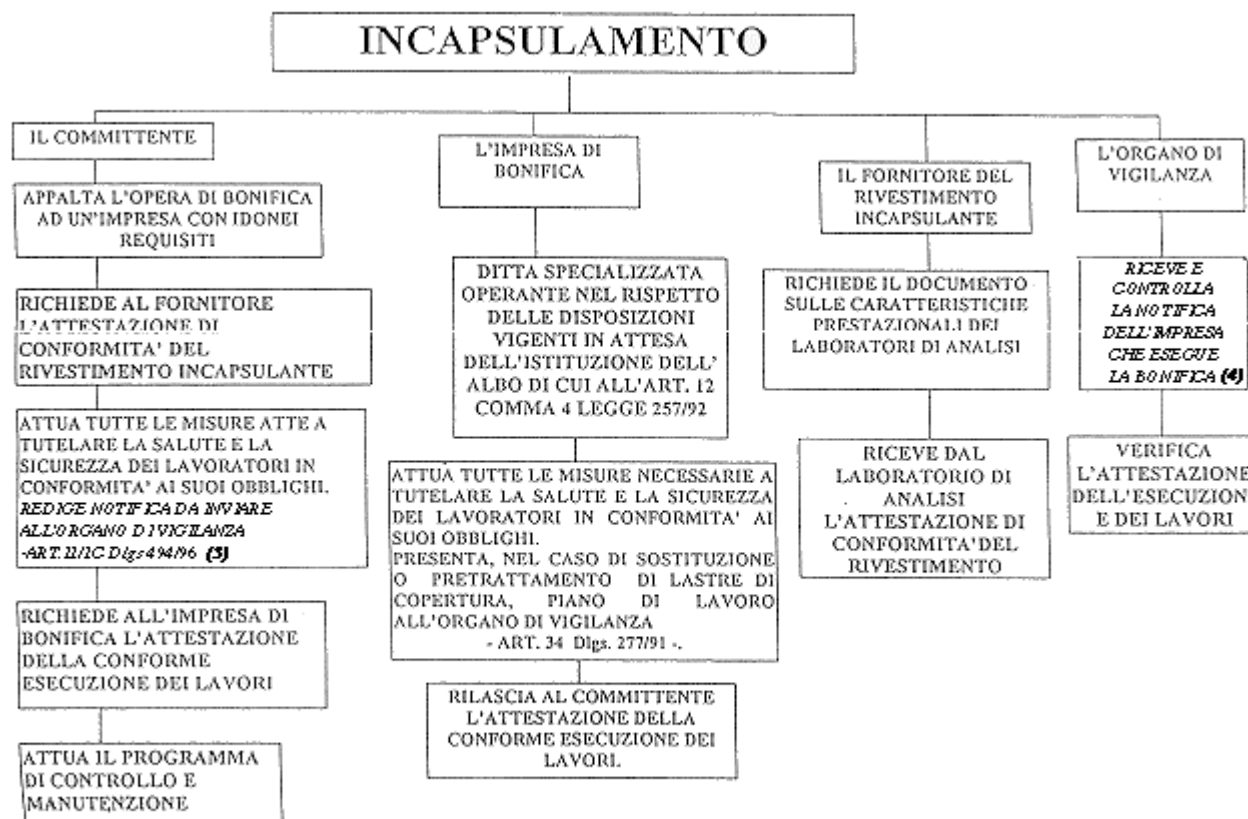 INCAPSULAMENTO
IL COMMITTENTE
APPALTA L'OPERA DI BONIFICA
AD UN'IMPRESA CON IDONEI
REQUISITI
RICHIEDE AL FORNITORE
L'ATTESTAZIONE DI
CONFORMITA' DEL
RIVESTIMENTO INCAPSULANTE
ATTUA TUTTE LE MISURE ATTE A
TUTELARE LA SALUTE E LA
SICUREZZA DEI LAVORATORI IN
CONFORMITA' AI SUOI OBBLIGHI.
REDIGE NOTIFICA DA INVIARE
ALL'ORGANO DI VIGILANZA
-ART. 11/1C Dlgs 494/96 (3)
RICHIEDE ALL'IMPRESA DI
BONIFICA L'ATTESTAZIONE
DELLA CONFORME
ESECUZIONE DEI LAVORI
ATTUA IL PROGRAMMA
DI CONTROLLO E
MANUTENZIONE
L'IMPRESA DI
BONIFICA
DITTA SPECIALIZZATA
OPERANTE NEL RISPETTO
DELLE DISPOSIZIONI
VIGENTI IN ATTESA
DELL'ISTITUZIONE DELL'
ALBO DI CUI ALL'ART. 12
COMMA 4 LEGGE 257/92
ATTUA TUTTE LE MISURE NECESSARIE A
TUTELARE LA SALUTE E LA SICUREZZA
DEI LAVORATORI IN CONFORMITA' AI
SUOI OBBLIGHI.
PRESENTA, NEL CASO DI SOSTITUZIONE
O PRETRATTAMENTO DI LASTRE DI
COPERTURA, PIANO DI LAVORO
ALL'ORGANO DI VIGILANZA
- ART. 34 Dlgs. 277/91 -.
RILASCIA AL COMMITTENTE
L'ATTESTAZIONE DELLA
CONFORME ESECUZIONE DEI
LAVORI.
IL FORNITORE DEL
RIVESTIMENTO
INCAPSULANTE
RICHIEDE IL DOCUMENTO
SULLE CARATTERISTICHE
PRESTAZIONALI DEI
LABORATORI DI ANALISI
RICEVE DAL
LABORATORIO DI
ANALISI
L'ATTESTAZIONE DI
CONFORMITA'DEL
RIVESTIMENTO
L'ORGANO DI
VIGILANZA
RICEVE E
CONTROLLA
LA NOTIFICA
DELL'IMPRESA
CHE ESEGUE
LA BONIFICA (4)
VERIFICA
L'ATTESTAZIONE
DELL'ESECUZION
E DEI LAVORI